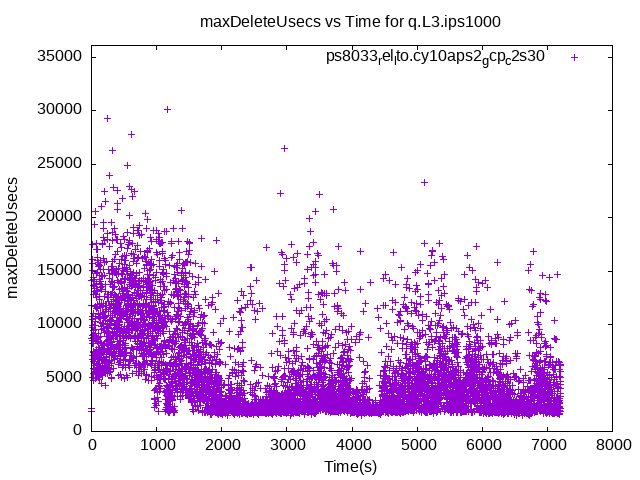 maxDeleteUsecs vs Time for q.L3.ips1000
ps8033relto.cy10aps2gcpc2s30
35000
30000
25000
20000
15000
10000
5000
0
maxDeleteUsecs
0 1000 2000 3000 4000 5000 6000 7000 8000
Time(s)